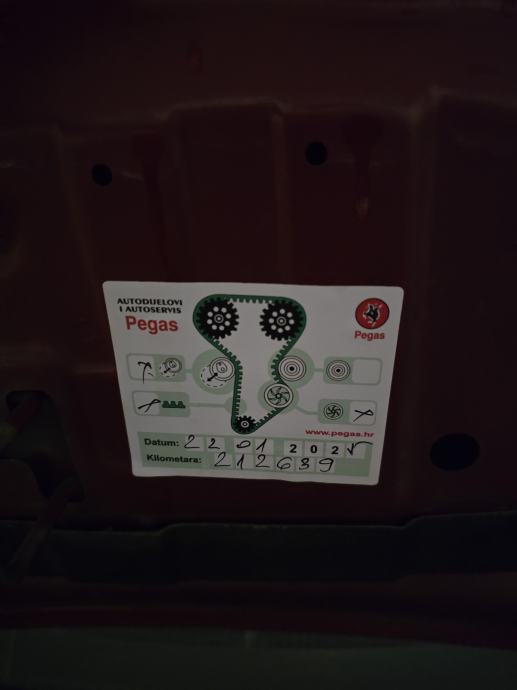 AUTODIJELOVI
I AUTOSERVIS
Pegas
Pegas
www.pegas.hr
Datum: 22 01 202
Kilometara: 212639